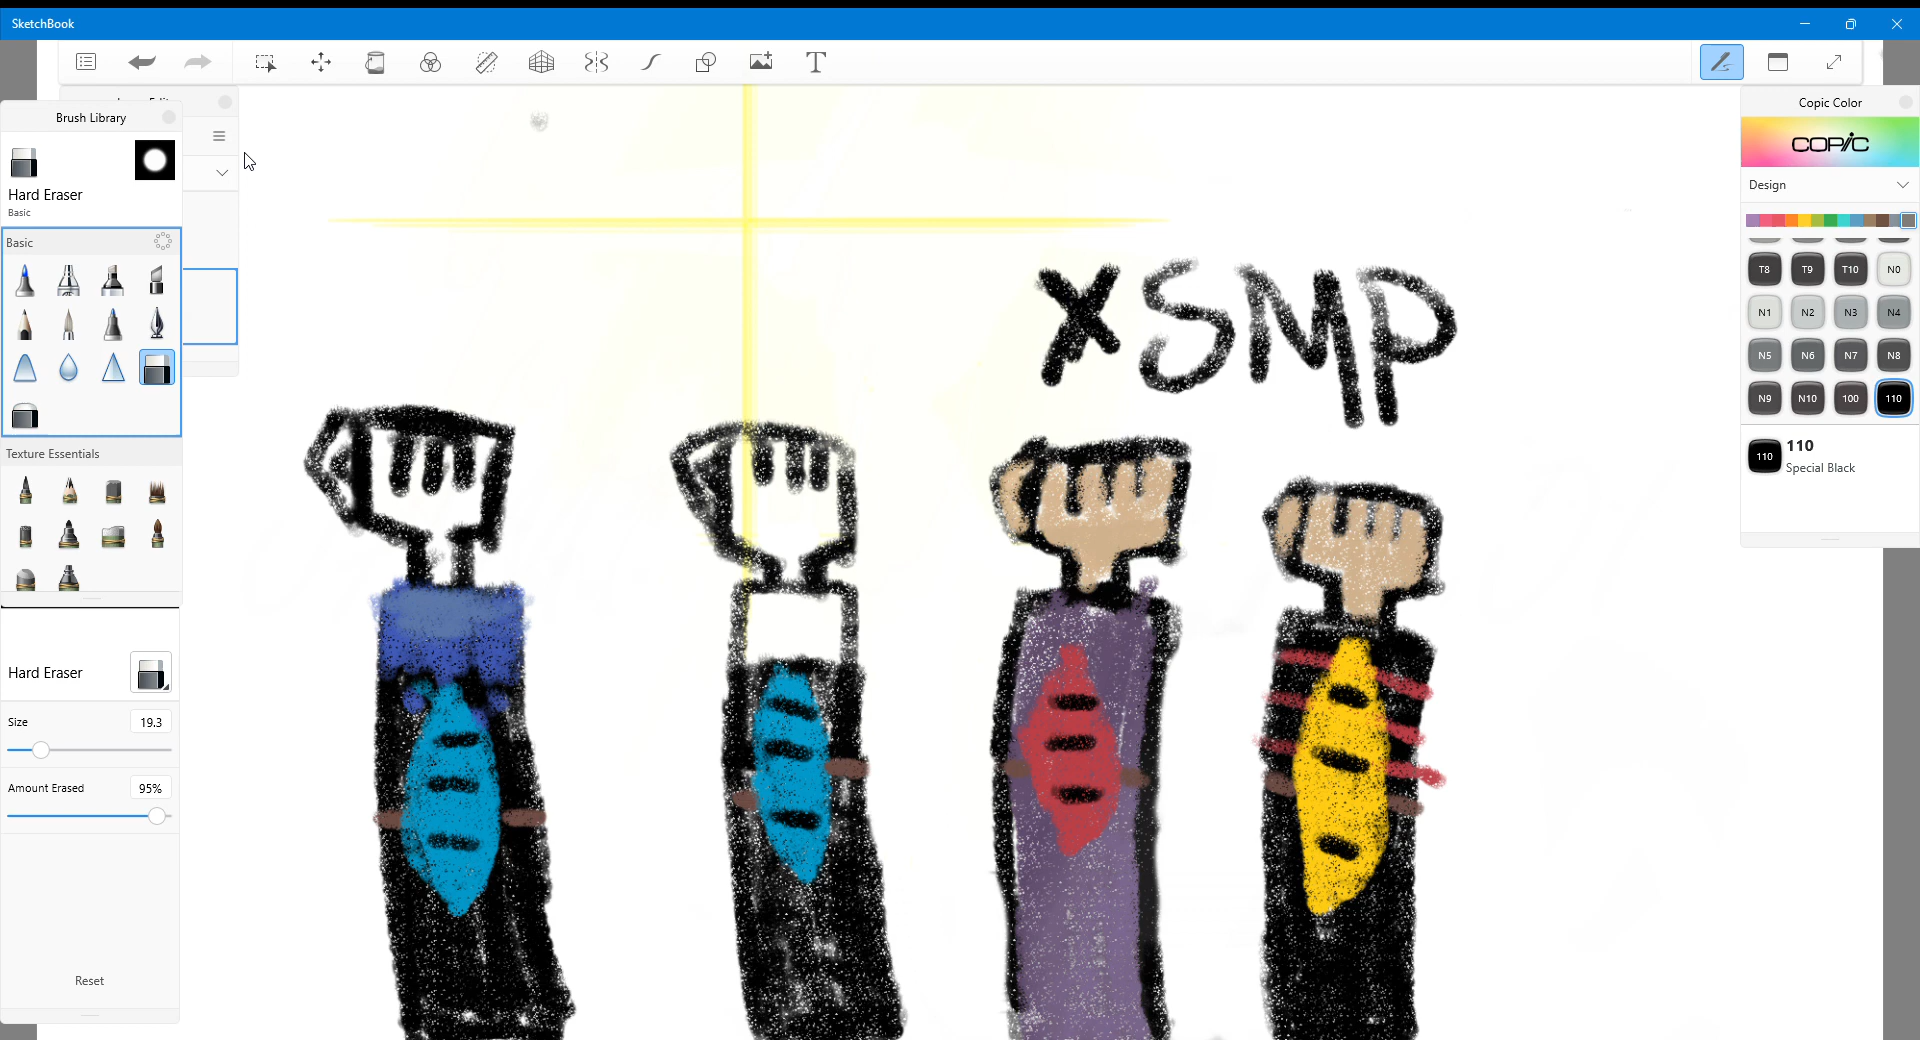 SketchBook
Brush Library
Hard Eraser
Basic
Basic
Texture Essentials
Hard Eraser
Size 19.3
Amount Erased 95%
Reset
T
XSMP
Copic Color
COPIC
Design
T8 T9 T10 N0
N1 N2 N3 N4
N5 N6 N7 N8
N9 N10 100 110
110 110
Special Black